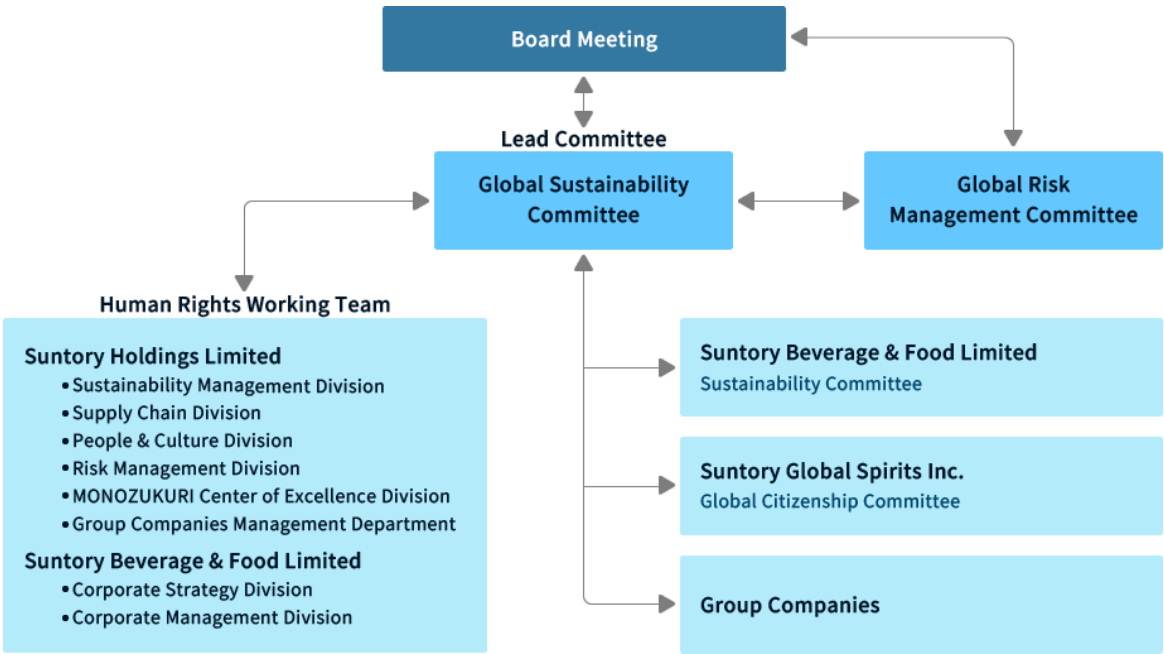 Board Meeting
Lead Committee
Global Sustainability
Committee
Global Risk
Management Committee
Human Rights Working Team
Suntory Holdings Limited
• Sustainability Management Division
• Supply Chain Division
• People & Culture Division
• Risk Management Division
• MONOZUKURI Center of Excellence Division
• Group Companies Management Department
Suntory Beverage & Food Limited
• Corporate Strategy Division
• Corporate Management Division
Suntory Beverage & Food Limited
Sustainability Committee
Suntory Global Spirits Inc.
Global Citizenship Committee
Group Companies